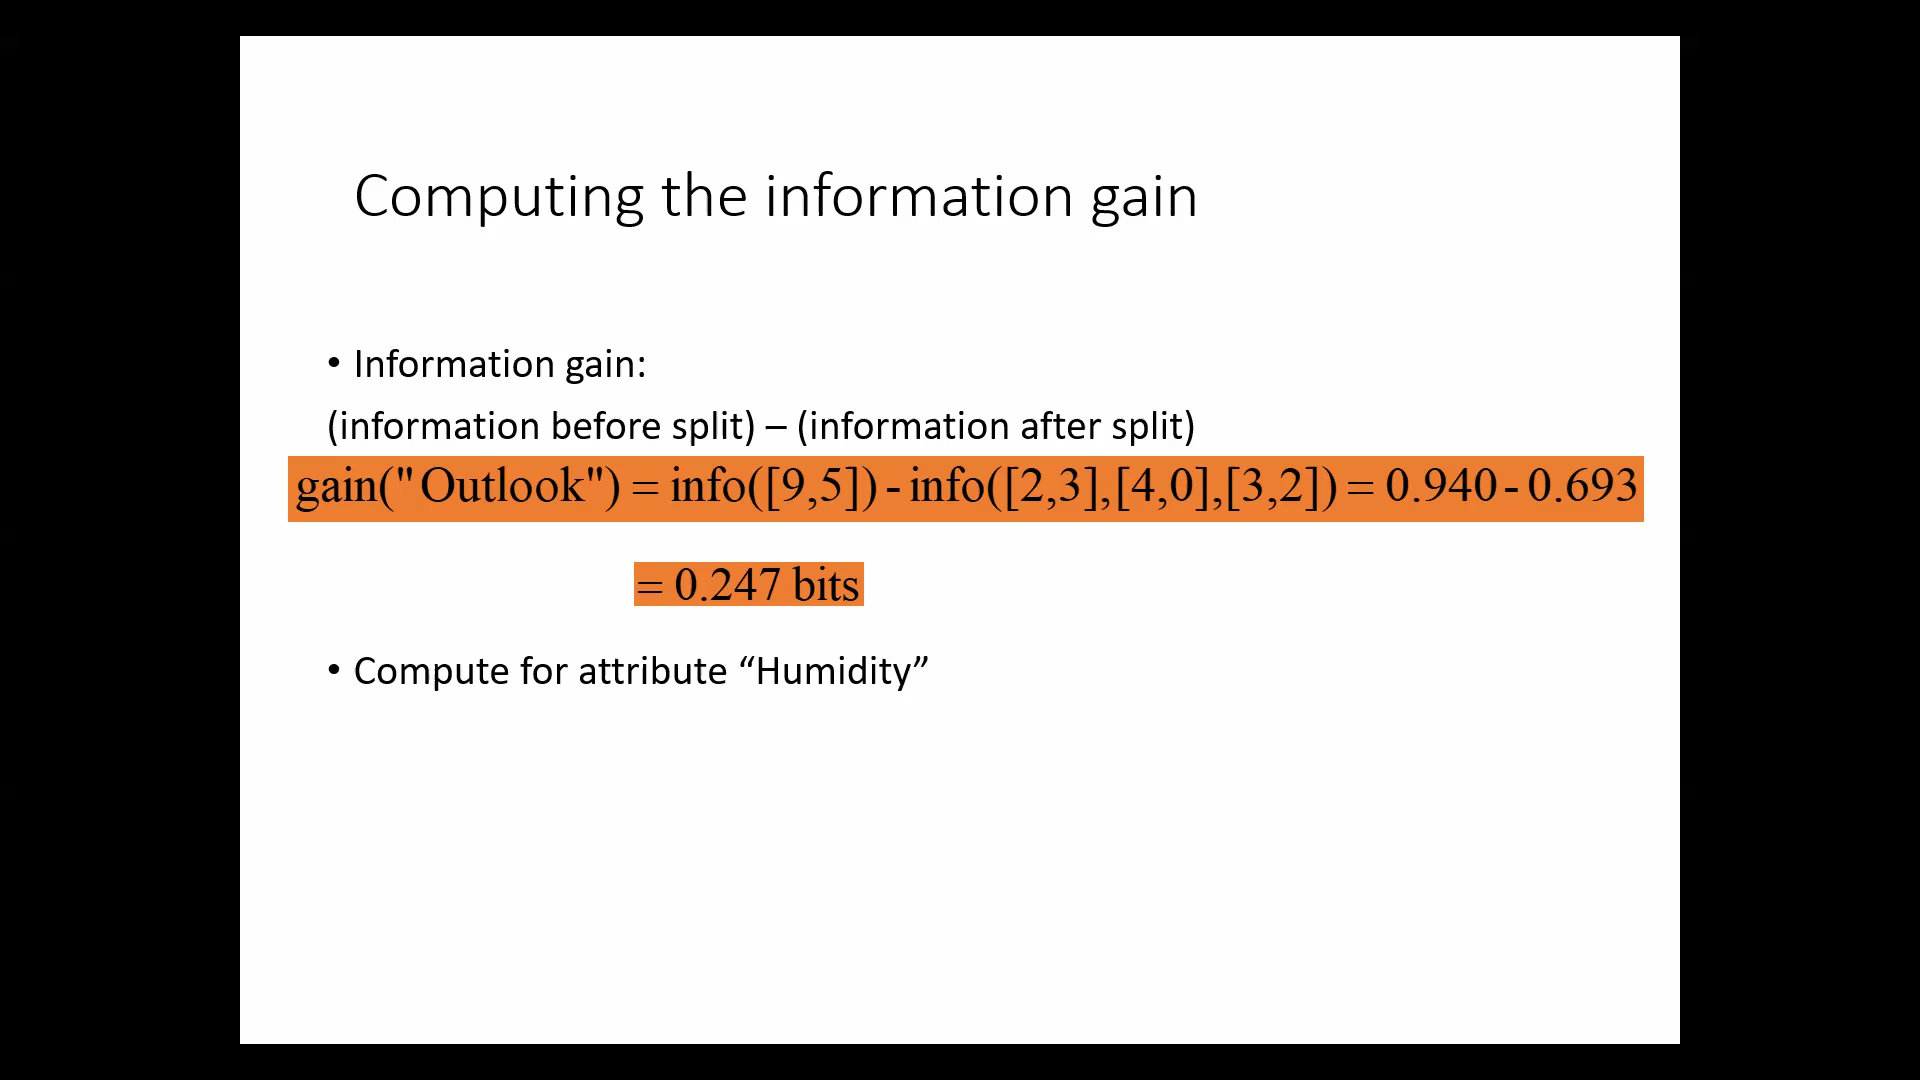 Computing the information gain
• Information gain:
(information before split) – (information after split)
gain("Outlook") = info([9,5]) - info([2,3],[4,0],[3,2]) = 0.940 - 0.693
= 0.247 bits
• Compute for attribute “Humidity”